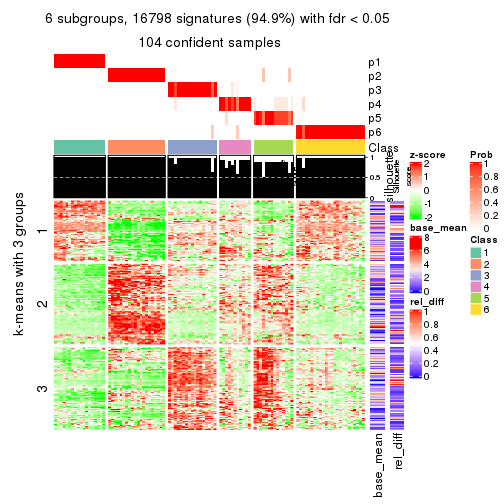 6 subgroups, 16798 signatures (94.9%) with fdr < 0.05
104 confident samples
p1
p2
p3
p4
p5
p6
Class
1
0.5
0
silhouette
Silhouette
score
k-means with 3 groups
1
2
3
base_mean
rel_diff
z-score
2
1
0
-1
-2
base_mean
8
6
4
2
0
rel_diff
1
0.8
0.6
0.4
0.2
0
Prob
1
0.8
0.6
0.4
0.2
0
Class
1
2
3
4
5
6